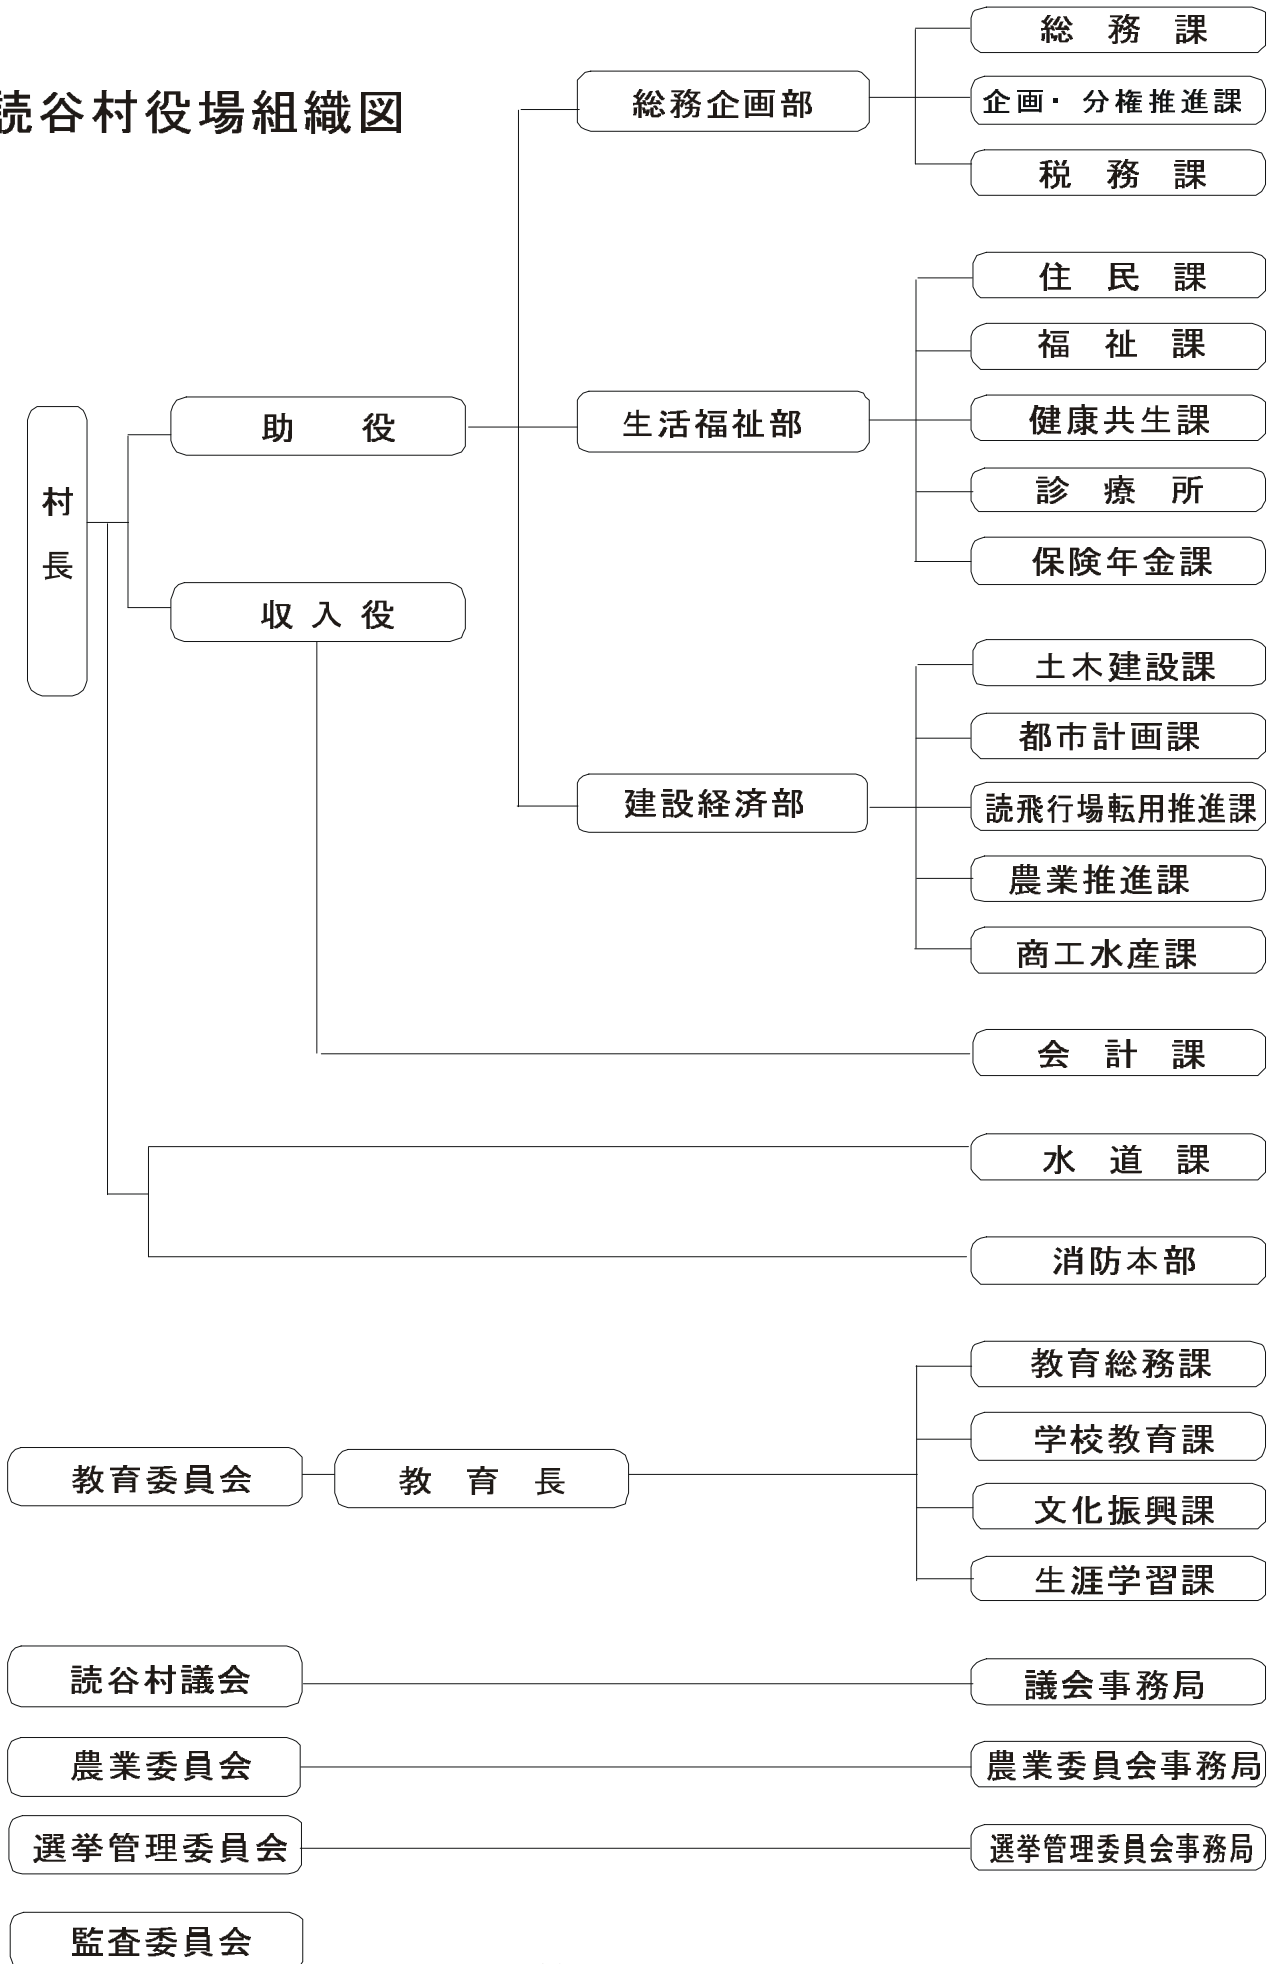 読谷村役場組織図
総務企画部
総務課
企画・分権推進課
税務課
村長
助役
収入役
生活福祉部
住民課
福祉課
健康共生課
診療所
保険年金課
建設経済部
土木建設課
都市計画課
読飛行場転用推進課
農業推進課
商工水産課
会計課
水道課
消防本部
教育委員会
教育長
教育総務課
学校教育課
文化振興課
生涯学習課
読谷村議会
議会事務局
農業委員会
農業委員会事務局
選挙管理委員会
選挙管理委員会事務局
監査委員会